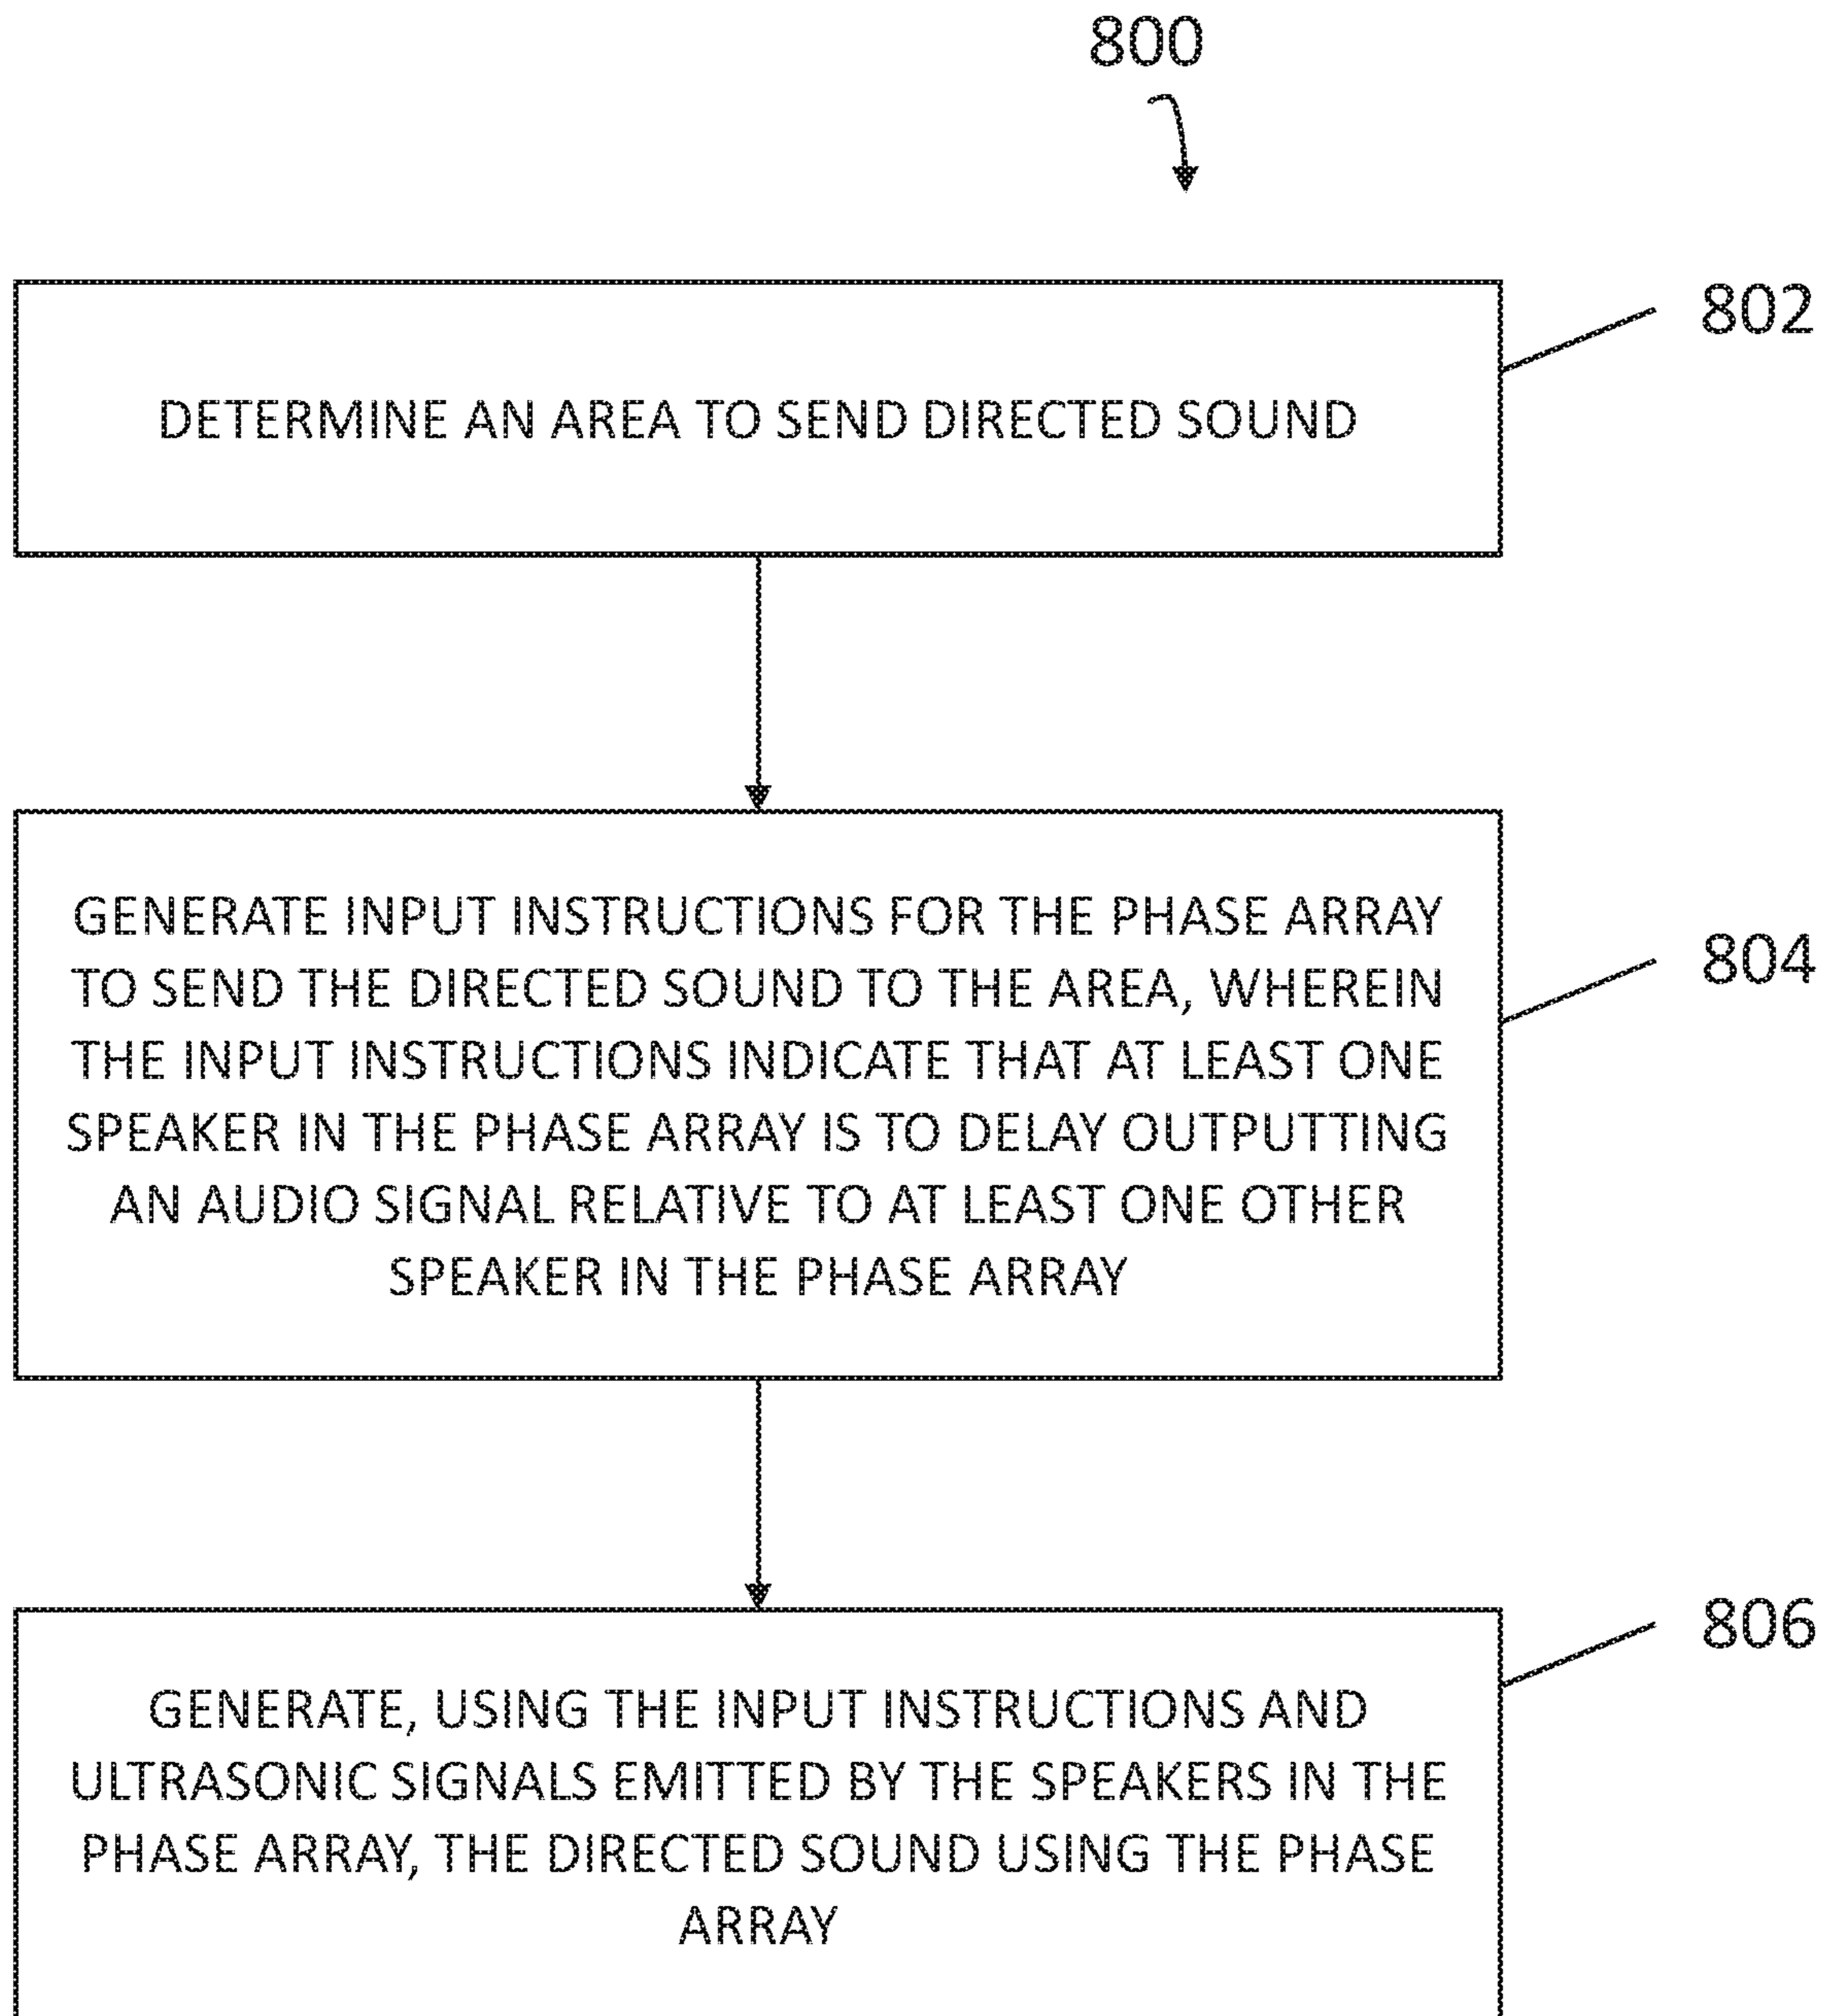 800
802
DETERMINE AN AREA TO SEND DIRECTED SOUND
GENERATE INPUT INSTRUCTIONS FOR THE PHASE ARRAY
TO SEND THE DIRECTED SOUND TO THE AREA, WHEREIN
THE INPUT INSTRUCTIONS INDICATE THAT AT LEAST ONE
SPEAKER IN THE PHASE ARRAY IS TO DELAY OUTPUTTING
AN AUDIO SIGNAL RELATIVE TO AT LEAST ONE OTHER
SPEAKER IN THE PHASE ARRAY
804
806
GENERATE, USING THE INPUT INSTRUCTIONS AND
ULTRASONIC SIGNALS EMITTED BY THE SPEAKERS IN THE
PHASE ARRAY, THE DIRECTED SOUND USING THE PHASE
ARRAY